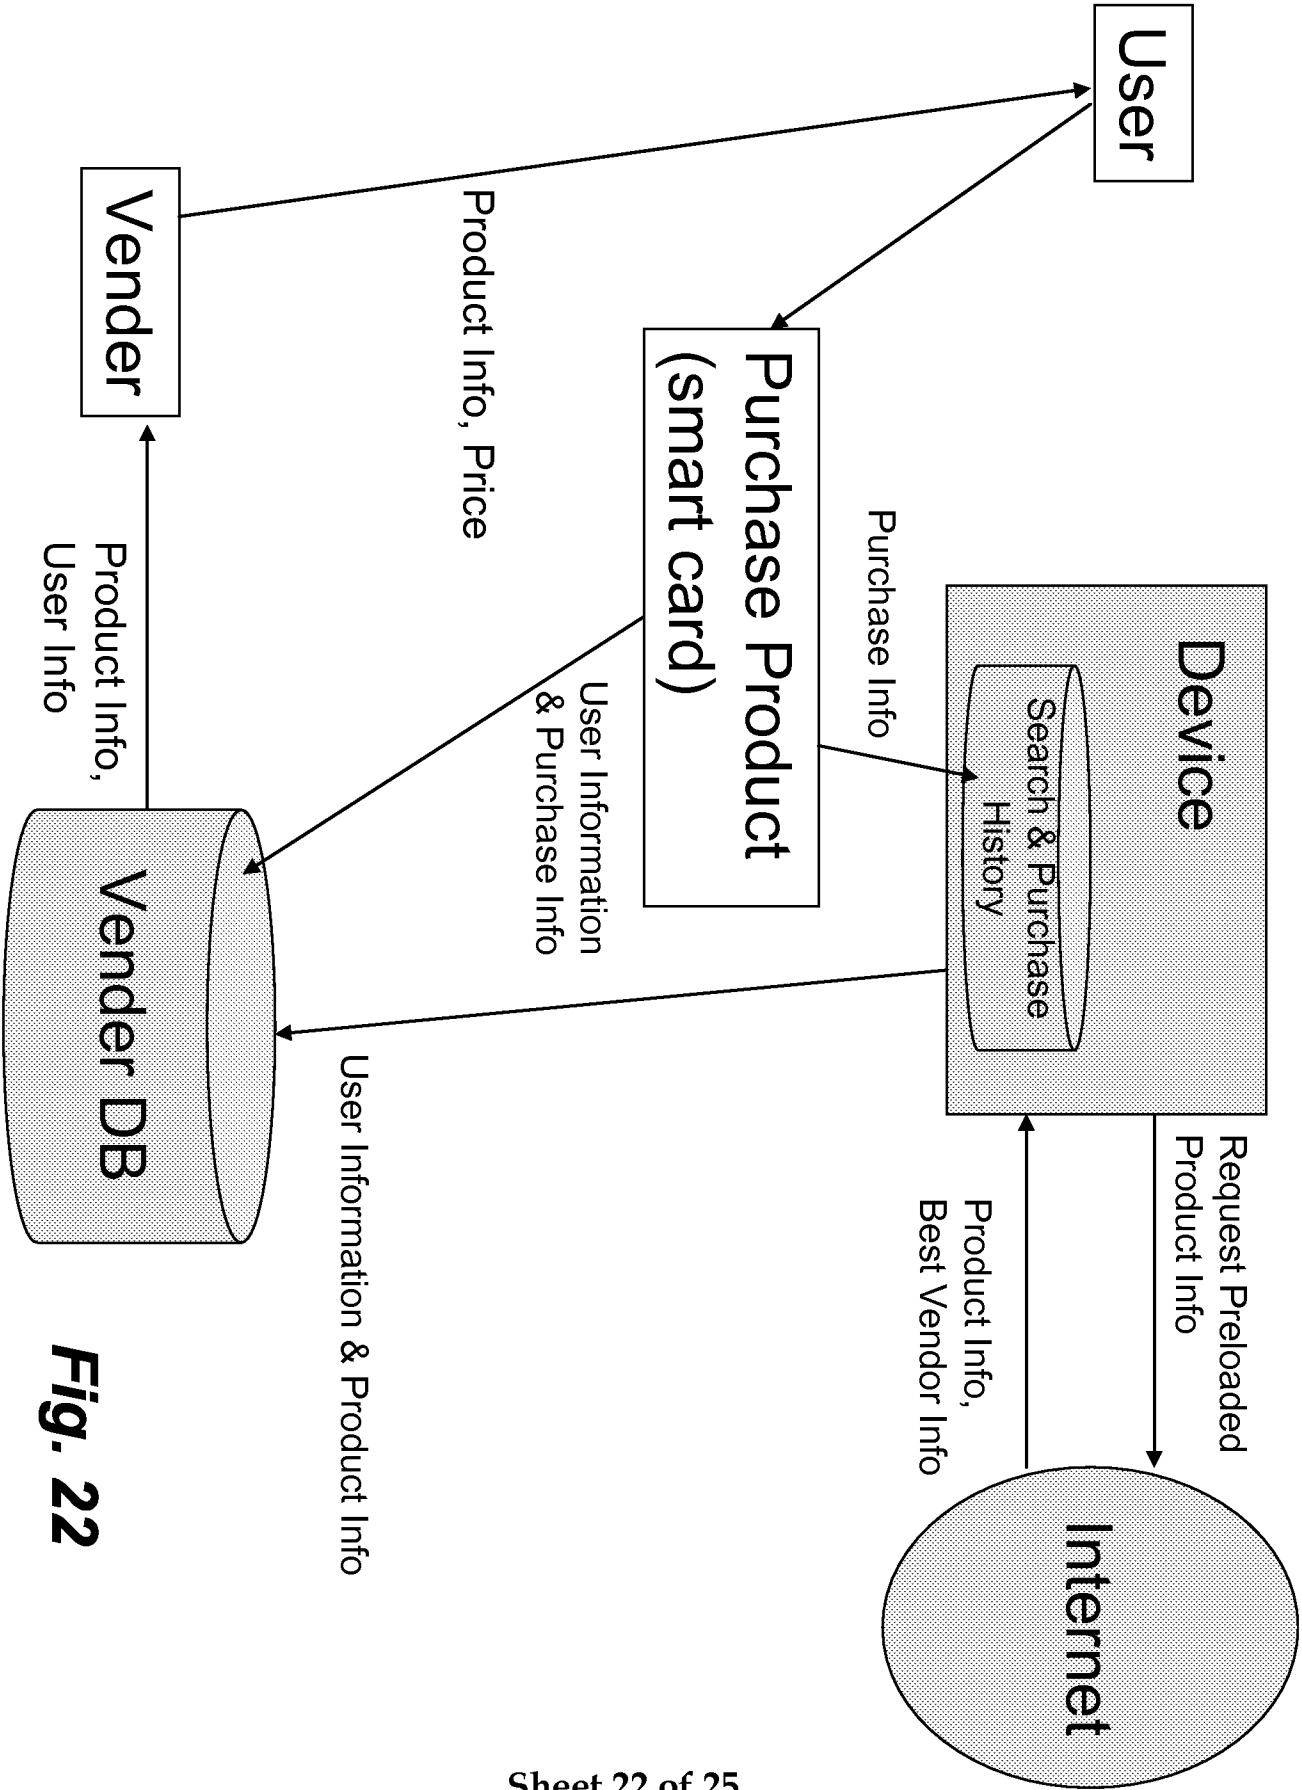 User
Device
Search & Purchase
History
Request Preloaded
Product Info
Product Info,
Best Vendor Info
Internet
Purchase Info
Purchase Product
(smart card)
User Information
& Purchase Info
Product Info, Price
User Information & Product Info
Vender
Product Info,
User Info
Vender DB
Fig. 22
Sheet 22 of 25